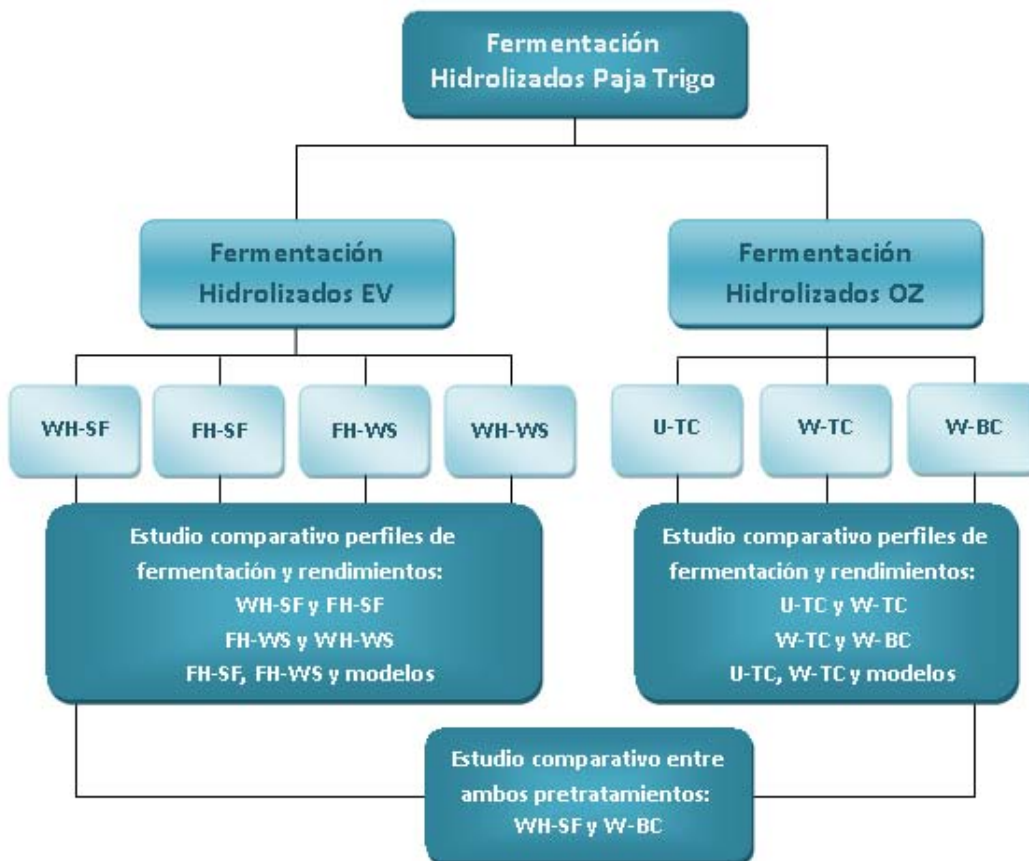 Fermentación
Hidrolizados Paja Trigo
Fermentación
Hidrolizados EV
Fermentación
Hidrolizados OZ
WH-SF
FH-SF
FH-WS
WH-WS
U-TC
W-TC
W-BC
Estudio comparativo perfiles de
fermentación y rendimientos:
WH-SF y FH-SF
FH-WS y WH-WS
FH-SF, FH-WS y modelos
Estudio comparativo perfiles de
fermentación y rendimientos:
U-TC y W-TC
W-TC y W-BC
U-TC, W-TC y modelos
Estudio comparativo entre
ambos pretratamientos:
WH-SF y W-BC